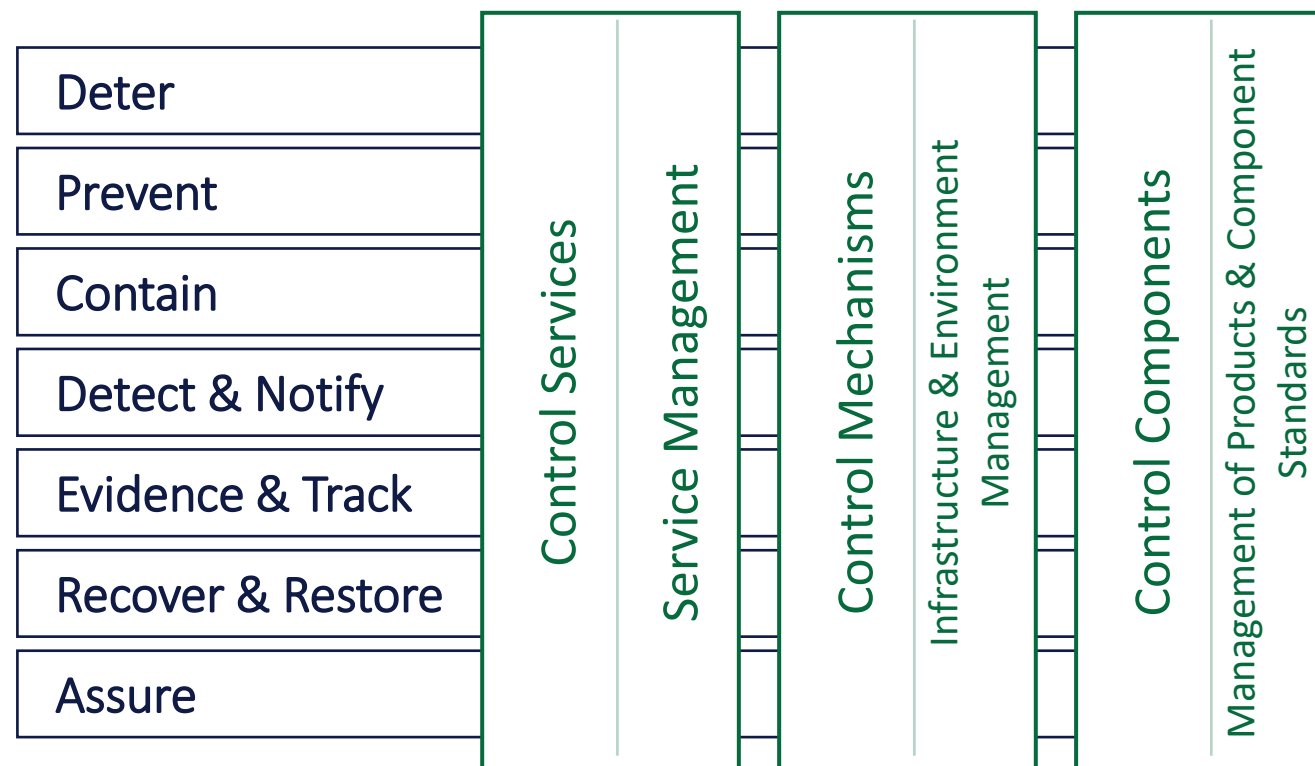 Deter
Prevent
Contain
Detect & Notify
Evidence & Track
Recover & Restore
Assure
Control Services
Service Management
Control Mechanisms
Infrastructure & Environment
Management
Control Components
Management of Products & Component
Standards